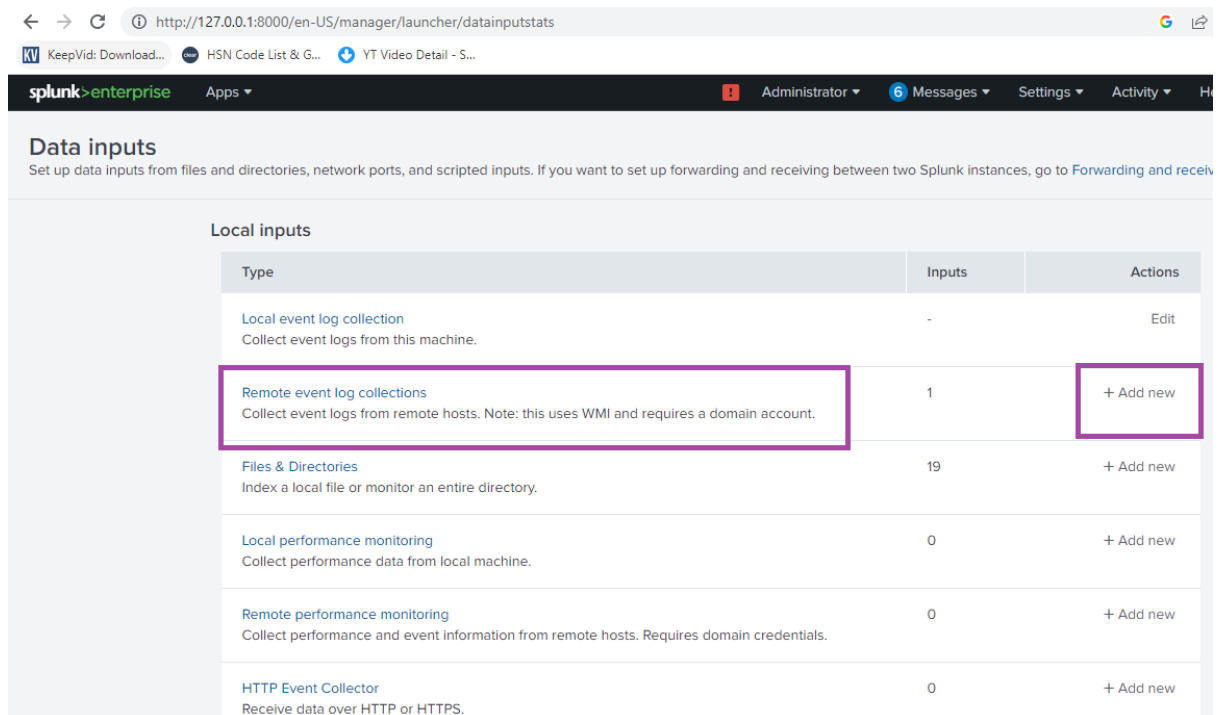 http://127.0.0.1:8000/en-US/manager/launcher/datainputstats
KeepVid: Download... HSN Code List & G... YT Video Detail - S...
splunk>enterprise Apps Administrator 6 Messages Settings Activity
Data inputs
Set up data inputs from files and directories, network ports, and scripted inputs. If you want to set up forwarding and receiving between two Splunk instances, go to Forwarding and receiv
Local inputs
Type Inputs Actions
Local event log collection - Edit
Collect event logs from this machine.
Remote event log collections 1 + Add new
Collect event logs from remote hosts. Note: this uses WMI and requires a domain account.
Files & Directories 19 + Add new
Index a local file or monitor an entire directory.
Local performance monitoring 0 + Add new
Collect performance data from local machine.
Remote performance monitoring 0 + Add new
Collect performance and event information from remote hosts. Requires domain credentials.
HTTP Event Collector 0 + Add new
Receive data over HTTP or HTTPS.